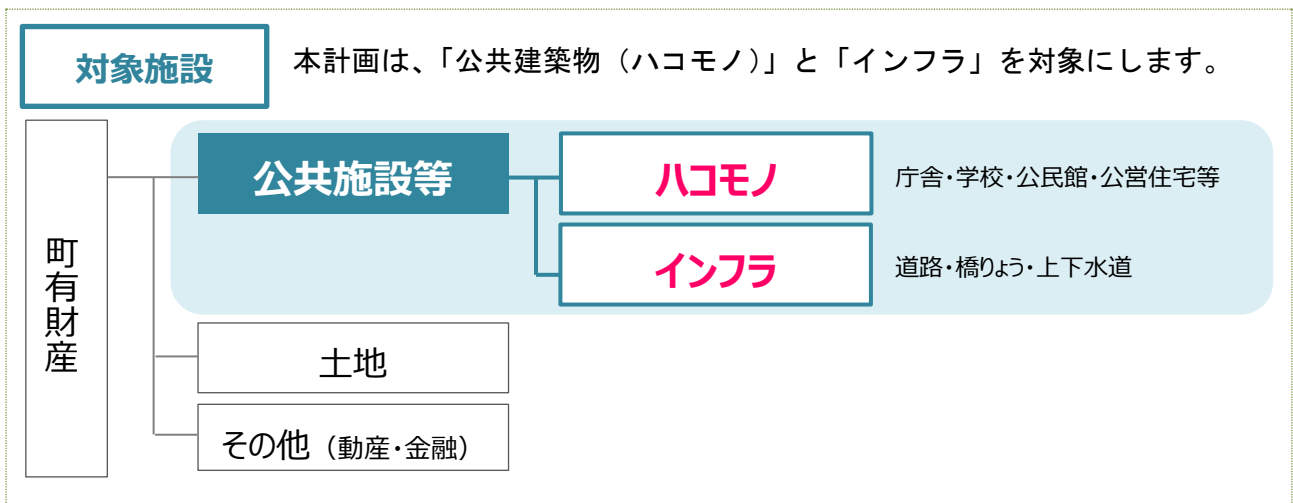 対象施設
本計画は、「公共建築物（ハコモノ）」と「インフラ」を対象にします。
町有財産
公共施設等
ハコモノ
庁舎・学校・公民館・公営住宅等
インフラ
道路・橋りょう・上下水道
土地
その他（動産・金融）